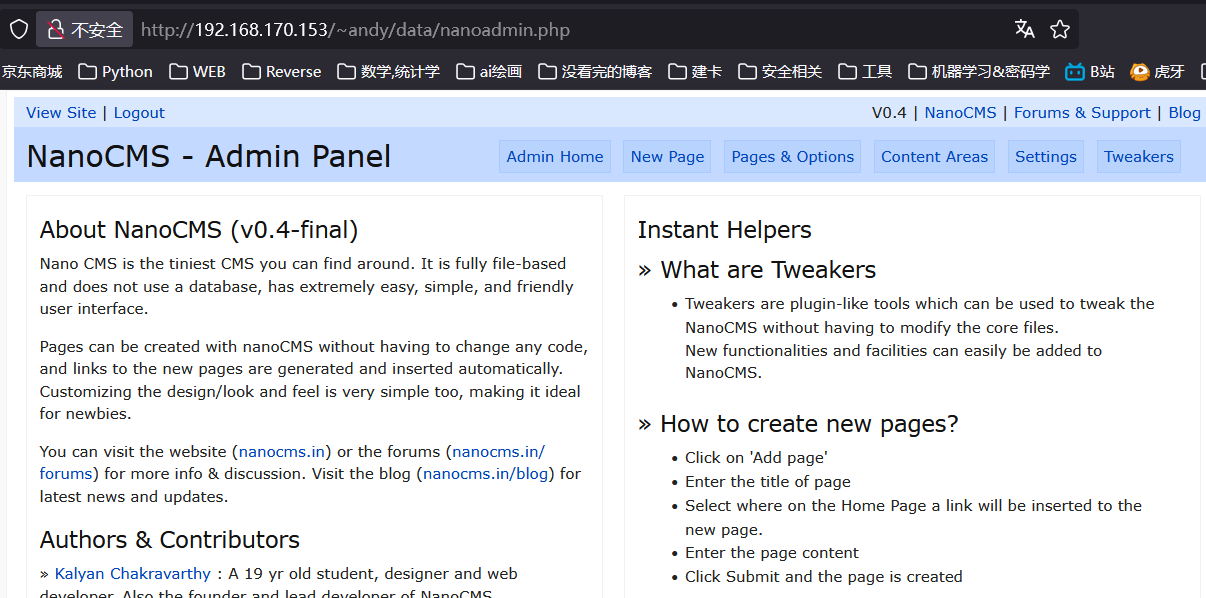 不安全 http://192.168.170.153/~andy/data/nanoadmin.php
京东商城 Python WEB Reverse 数学,统计学 ai绘画 没看完的博客 建卡 安全相关 工具 机器学习&密码学 B站 虎牙
View Site | Logout V0.4 | NanoCMS | Forums & Support | Blog
NanoCMS - Admin Panel Admin Home New Page Pages & Options Content Areas Settings Tweakers
About NanoCMS (v0.4-final)
Nano CMS is the tiniest CMS you can find around. It is fully file-based
and does not use a database, has extremely easy, simple, and friendly
user interface.
Pages can be created with nanoCMS without having to change any code,
and links to the new pages are generated and inserted automatically.
Customizing the design/look and feel is very simple too, making it ideal
for newbies.
You can visit the website (nanocms.in) or the forums (nanocms.in/
forums) for more info & discussion. Visit the blog (nanocms.in/blog) for
latest news and updates.
Authors & Contributors
» Kalyan Chakravarthy : A 19 yr old student, designer and web
developer. Also the founder and lead developer of NanoCMS.
Instant Helpers
» What are Tweakers
• Tweakers are plugin-like tools which can be used to tweak the
NanoCMS without having to modify the core files.
New functionalities and facilities can easily be added to
NanoCMS.
» How to create new pages?
• Click on 'Add page'
• Enter the title of page
• Select where on the Home Page a link will be inserted to the
new page.
• Enter the page content
• Click Submit and the page is created